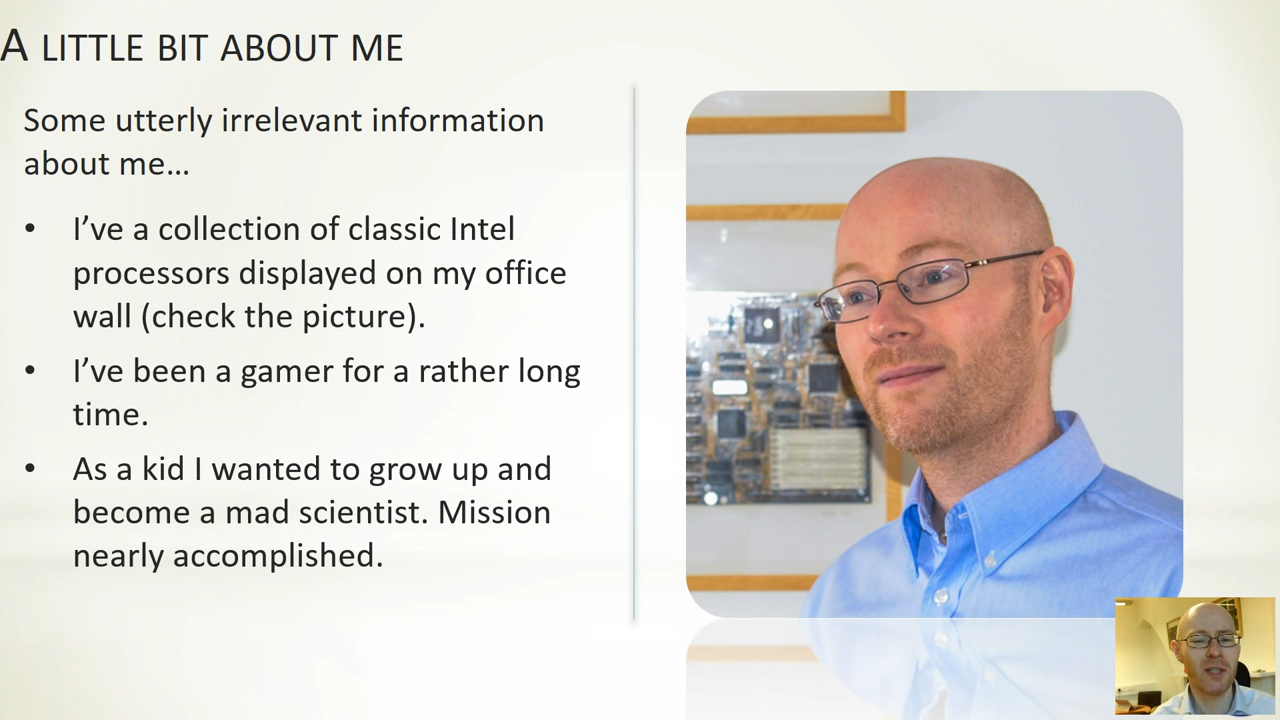 A LITTLE BIT ABOUT ME
Some utterly irrelevant information
about me…
• I’ve a collection of classic Intel
processors displayed on my office
wall (check the picture).
• I’ve been a gamer for a rather long
time.
• As a kid I wanted to grow up and
become a mad scientist. Mission
nearly accomplished.